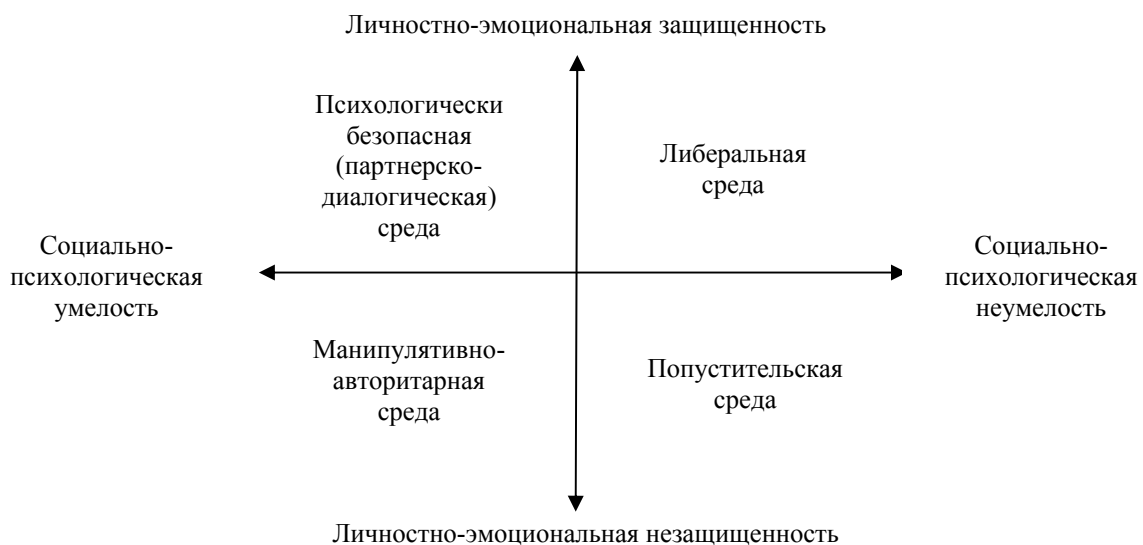 Личностно-эмоциональная защищенность
Психологически
безопасная
(партнерско-
диалогическая)
среда
Либеральная
среда
Социально-
психологическая
умелость
Социально-
психологическая
неумелость
Манипулятивно-
авторитарная
среда
Попустительская
среда
Личностно-эмоциональная незащищенность